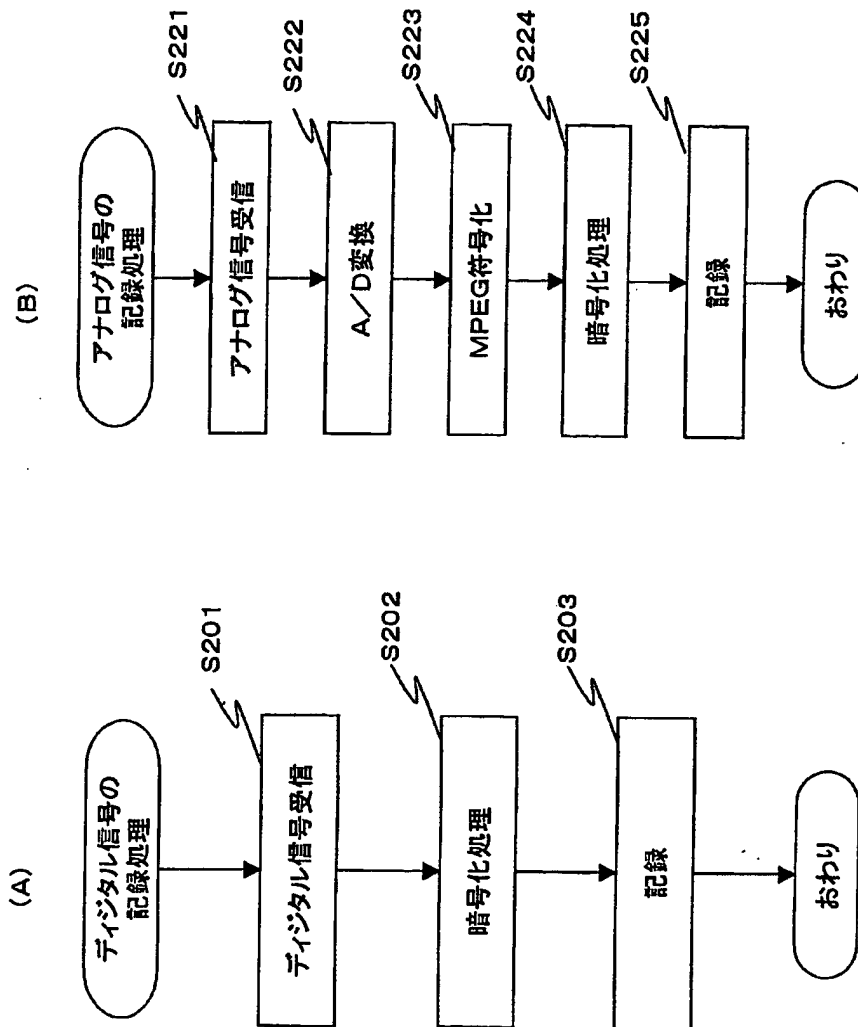 (A)
ディジタル信号の
記録処理
S201
ディジタル信号受信
S202
暗号化処理
S203
記録
おわり
(B)
アナログ信号の
記録処理
S221
アナログ信号受信
S222
A/D変換
S223
MPEG符号化
S224
暗号化処理
S225
記録
おわり